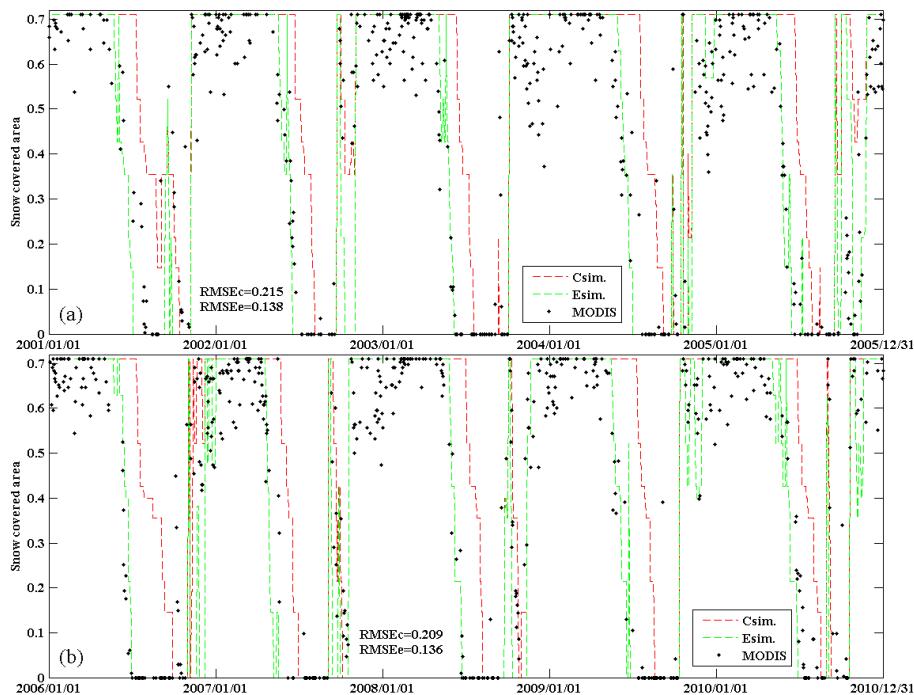 0.7
0.6
0.5
0.4
0.3
0.2
0.1
0
Snow covered area
(a)
RMSEc=0.215
RMSEe=0.138
Csim.
Esim.
MODIS
2001/01/01 2002/01/01 2003/01/01 2004/01/01 2005/01/01 2005/12/31
0.7
0.6
0.5
0.4
0.3
0.2
0.1
0
Snow covered area
(b)
RMSEc=0.209
RMSEe=0.136
Csim.
Esim.
MODIS
2006/01/01 2007/01/01 2008/01/01 2009/01/01 2010/01/01 2010/12/31